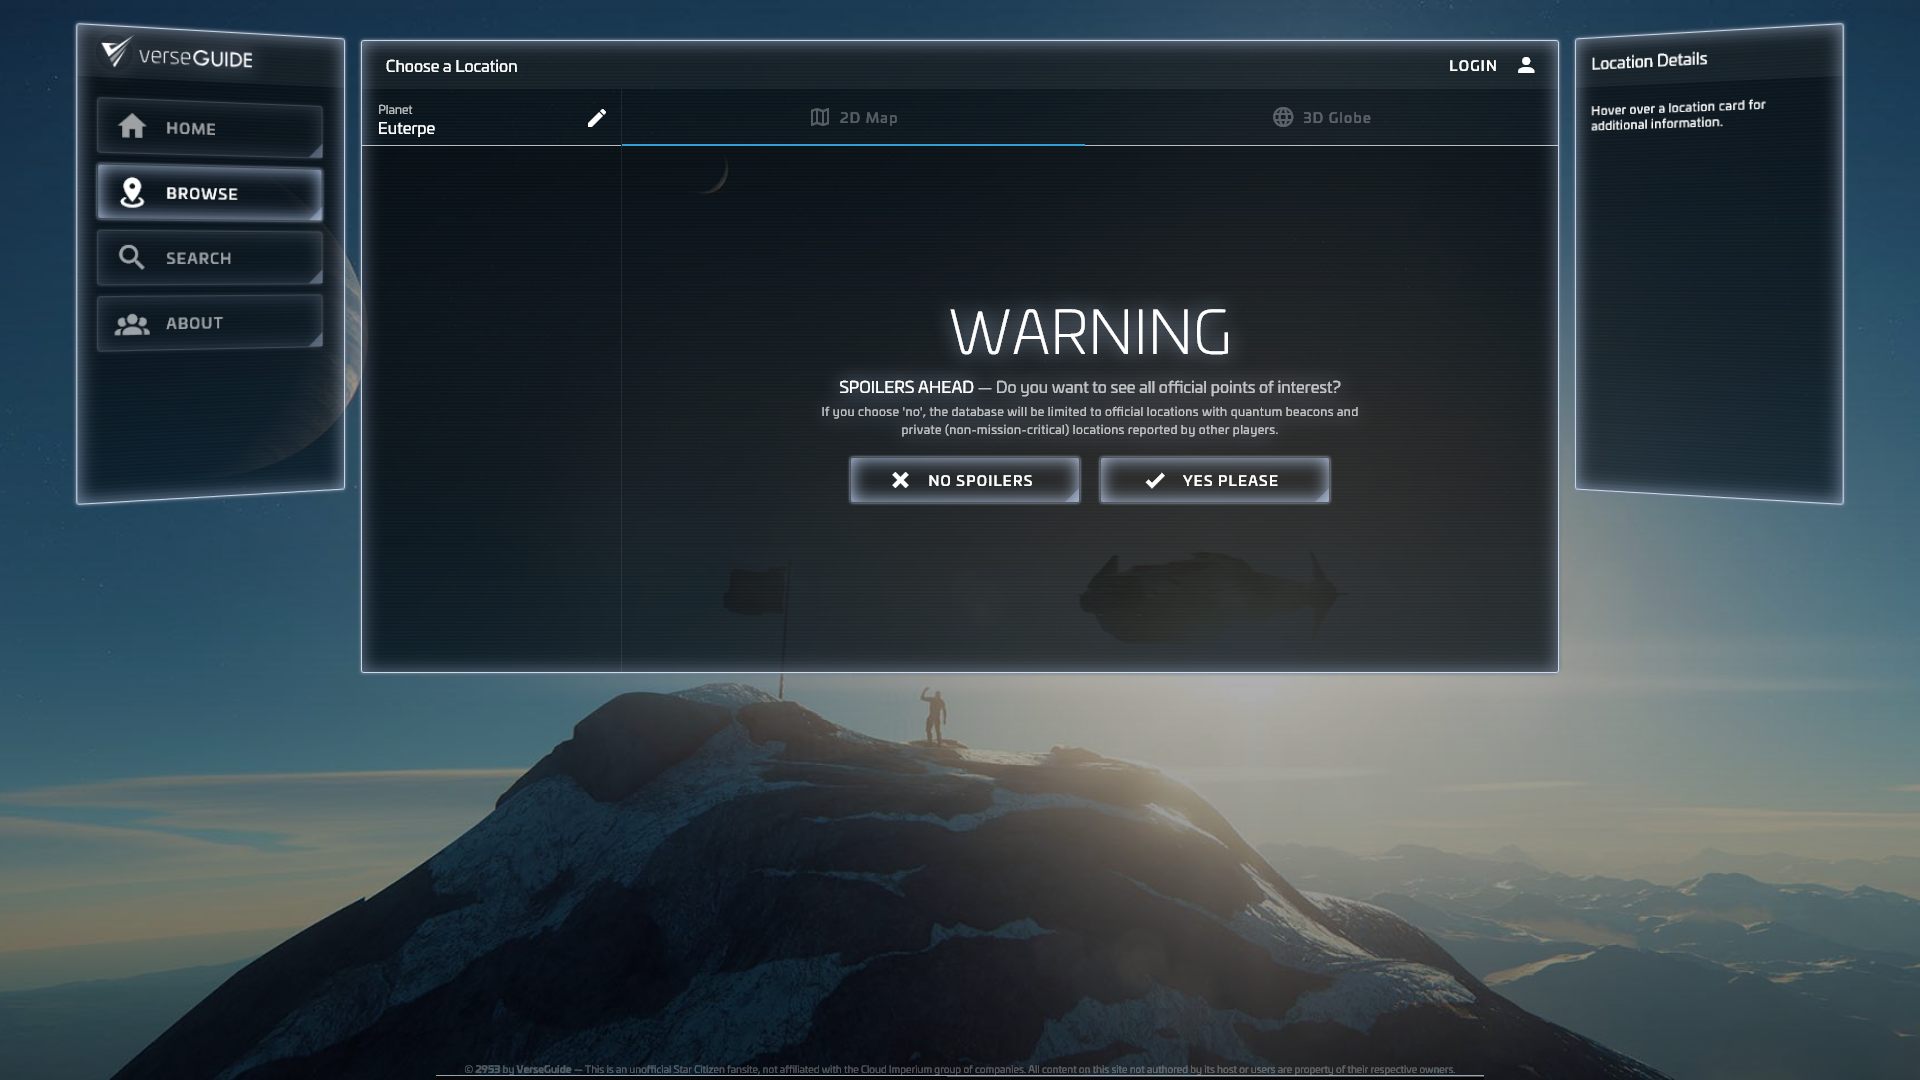 verseGUIDE
HOME
BROWSE
SEARCH
ABOUT
Choose a Location
LOGIN
Planet
Euterpe
2D Map
3D Globe
WARNING
SPOILERS AHEAD — Do you want to see all official points of interest?
If you choose 'no', the database will be limited to official locations with quantum beacons and
private (non-mission-critical) locations reported by other players.
NO SPOILERS
YES PLEASE
Location Details
Hover over a location card for
additional information.
© 2953 by VerseGuide — This is an unofficial Star Citizen fansite, not affiliated with the Cloud Imperium group of companies. All content on this site not authored by its host or users are property of their respective owners.